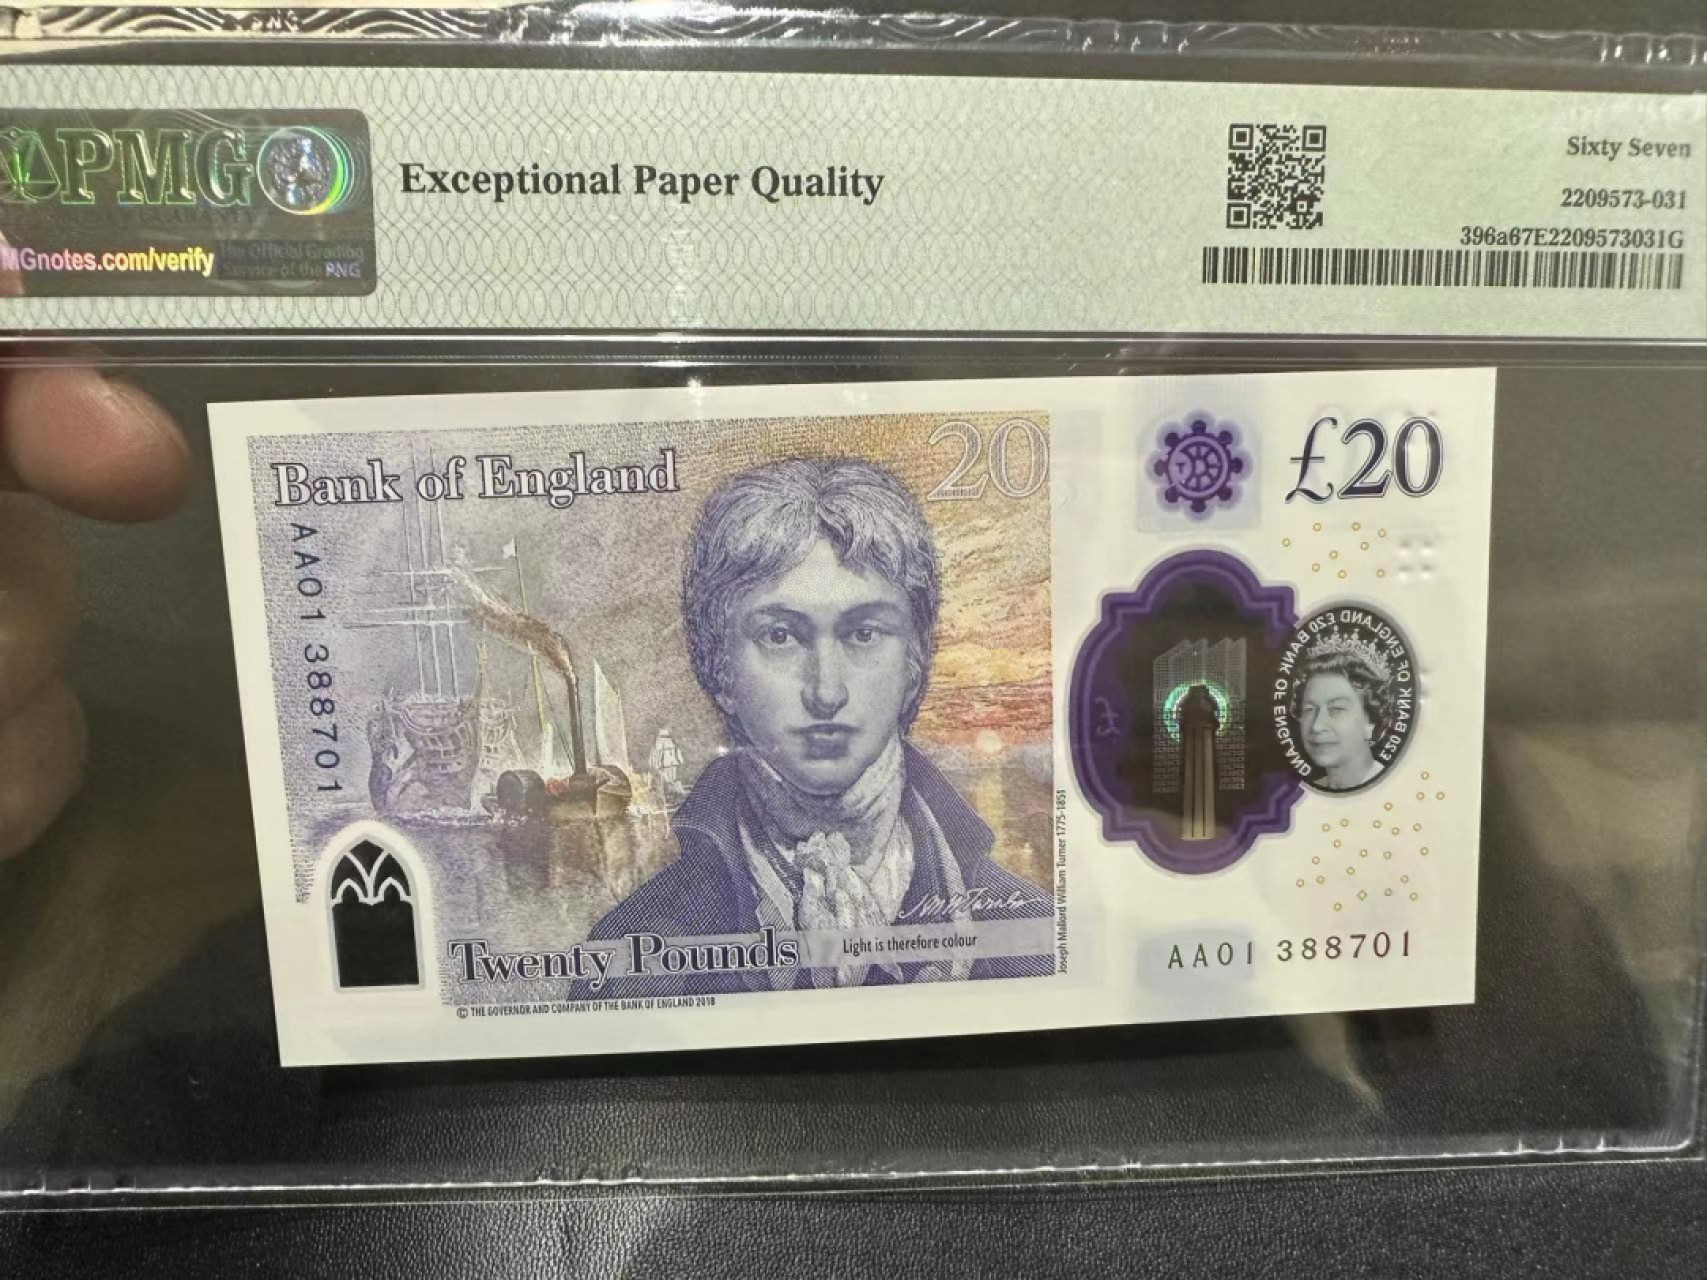 PMG
MGnotes.com/verify
The Official Grading
Service of the PNG
Exceptional Paper Quality
Sixty Seven
2209573-031
396a67E2209573031G
Bank of England
20
£20
AA01 388701
BANK OF ENGLAND £20 BANK OF ENGLAND £20
Joseph Mallord William Turner 1775-1851
Twenty Pounds
Light is therefore colour
AA01 388701
© THE GOVERNOR AND COMPANY OF THE BANK OF ENGLAND 2018